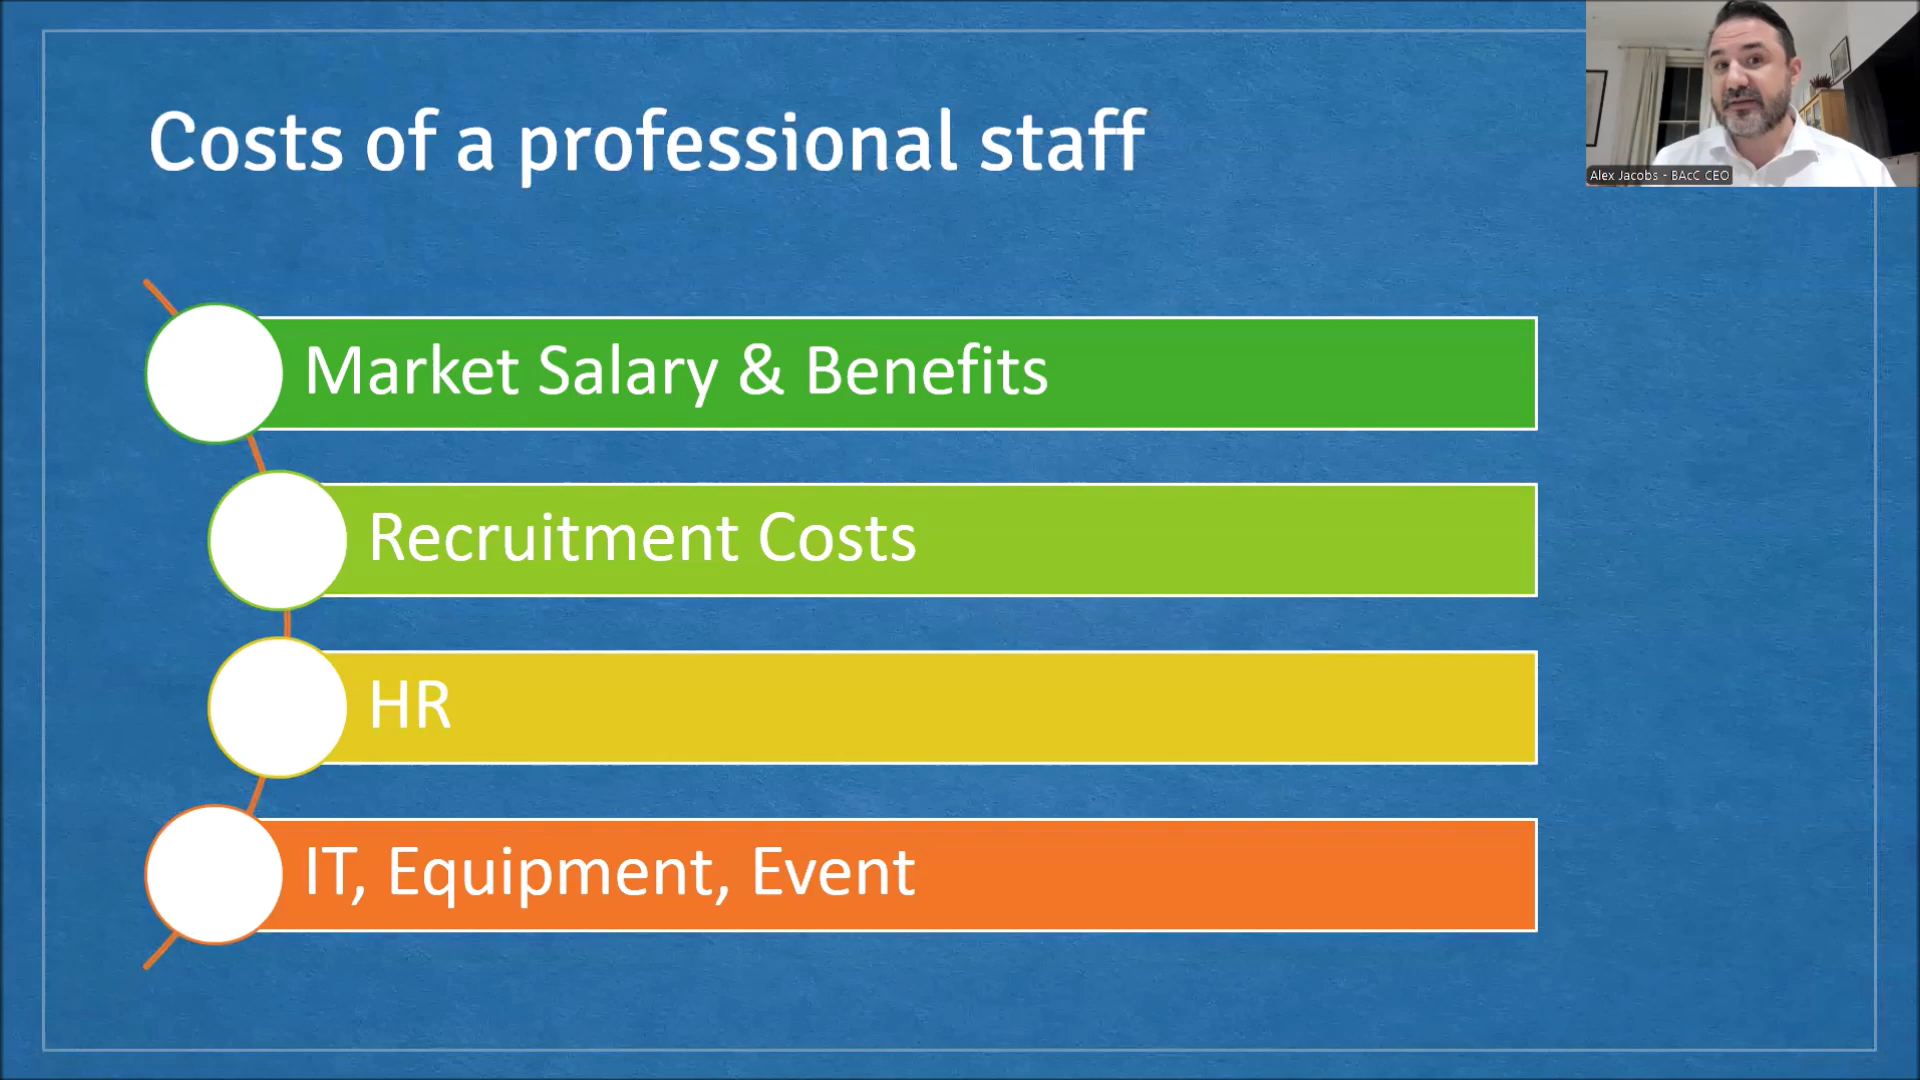 Costs of a professional staff
Alex Jacobs - BAcC CEO
Market Salary & Benefits
Recruitment Costs
HR
IT, Equipment, Event